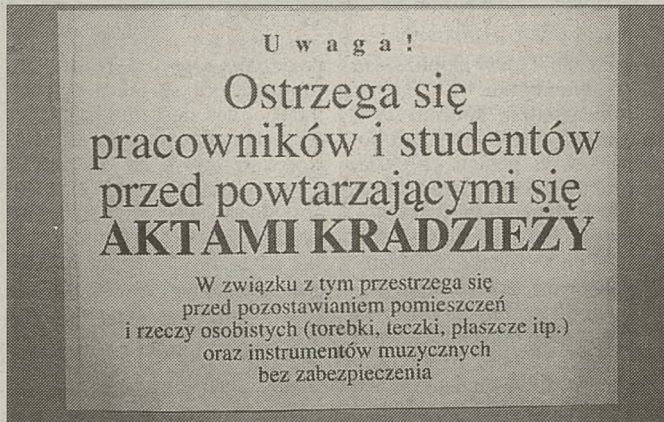 U w a g a !
Ostrzega się
pracowników i studentów
przed powtarzającymi się
AKTAMI KRADZIEŻY
W związku z tym przestrzega się
przed pozostawianiem pomieszczeń
i rzeczy osobistych (torebki, teczki, płaszcze itp.)
oraz instrumentów muzycznych
bez zabezpieczenia